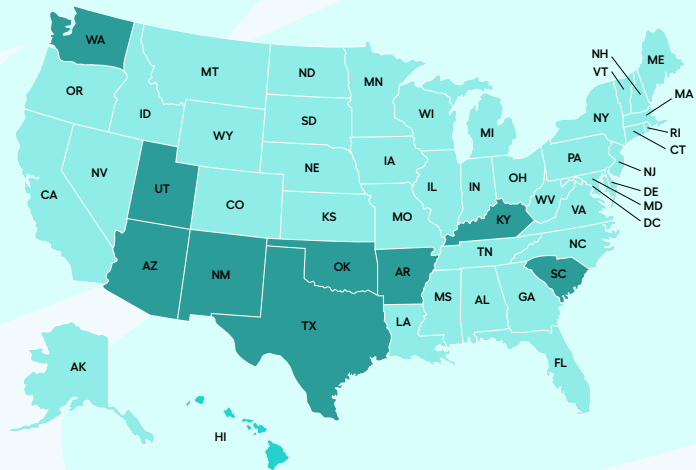 WA
OR
CA
NV
ID
MT
WY
UT
AZ
CO
NM
ND
SD
NE
KS
OK
TX
MN
IA
MO
AR
LA
WI
IL
MI
IN
OH
KY
TN
MS
AL
GA
FL
SC
NC
VA
WV
PA
NY
NH
VT
ME
MA
RI
CT
NJ
DE
MD
DC
AK
HI